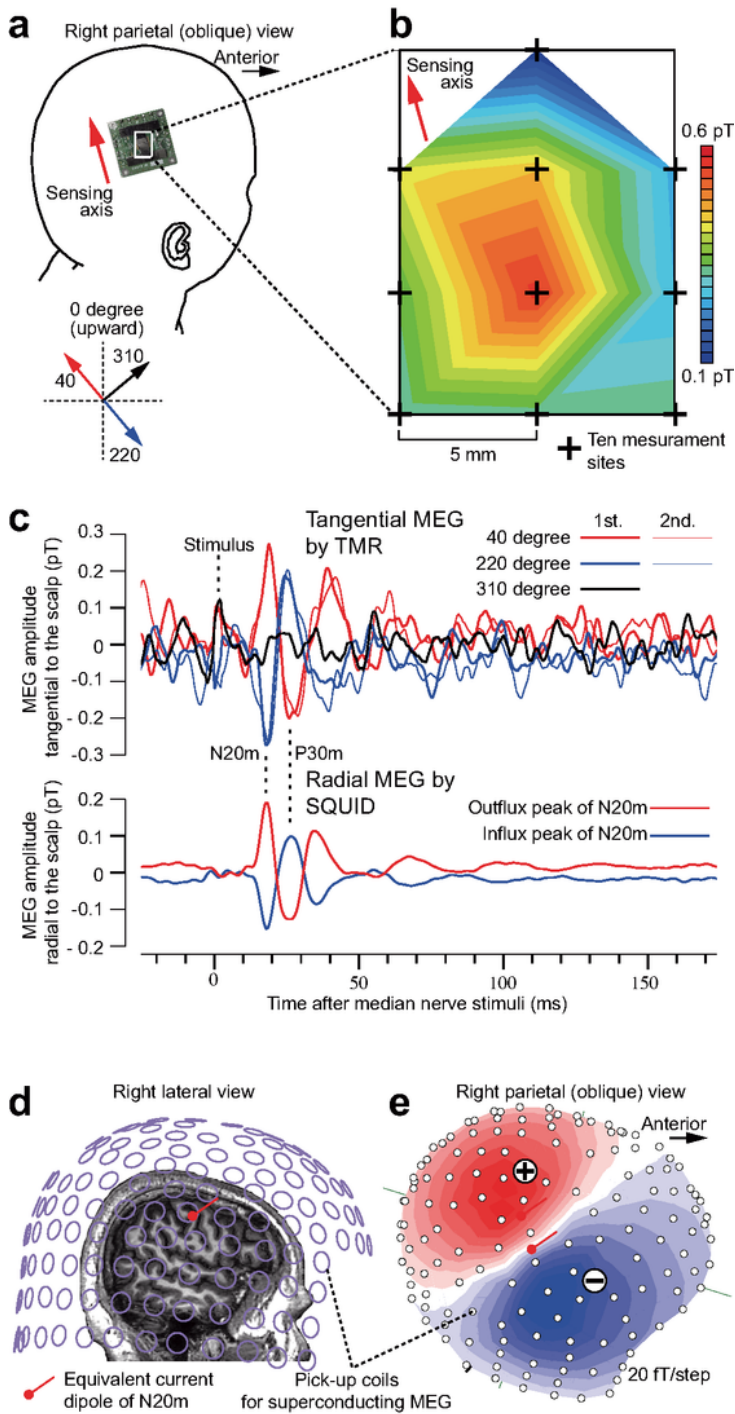 a
Right parietal (oblique) view
Anterior
Sensing
axis
0 degree
(upward)
310
40
220
b
Sensing
axis
0.6 pT
0.1 pT
5 mm
Ten mesurament
sites
c
Tangential MEG
by TMR
1st.
2nd.
40 degree
220 degree
310 degree
Stimulus
MEG amplitude
tangential to the scalp (pT)
0.3
0.2
0.1
0
- 0.1
- 0.2
- 0.3
N20m
P30m
Radial MEG by
SQUID
Outflux peak of N20m
Influx peak of N20m
MEG amplitude
radial to the scalp (pT)
0.2
0.1
0
- 0.1
- 0.2
0
50
100
150
Time after median nerve stimuli (ms)
d
Right lateral view
Equivalent current
dipole of N20m
Pick-up coils
for superconducting MEG
e
Right parietal (oblique) view
Anterior
+
−
20 fT/step